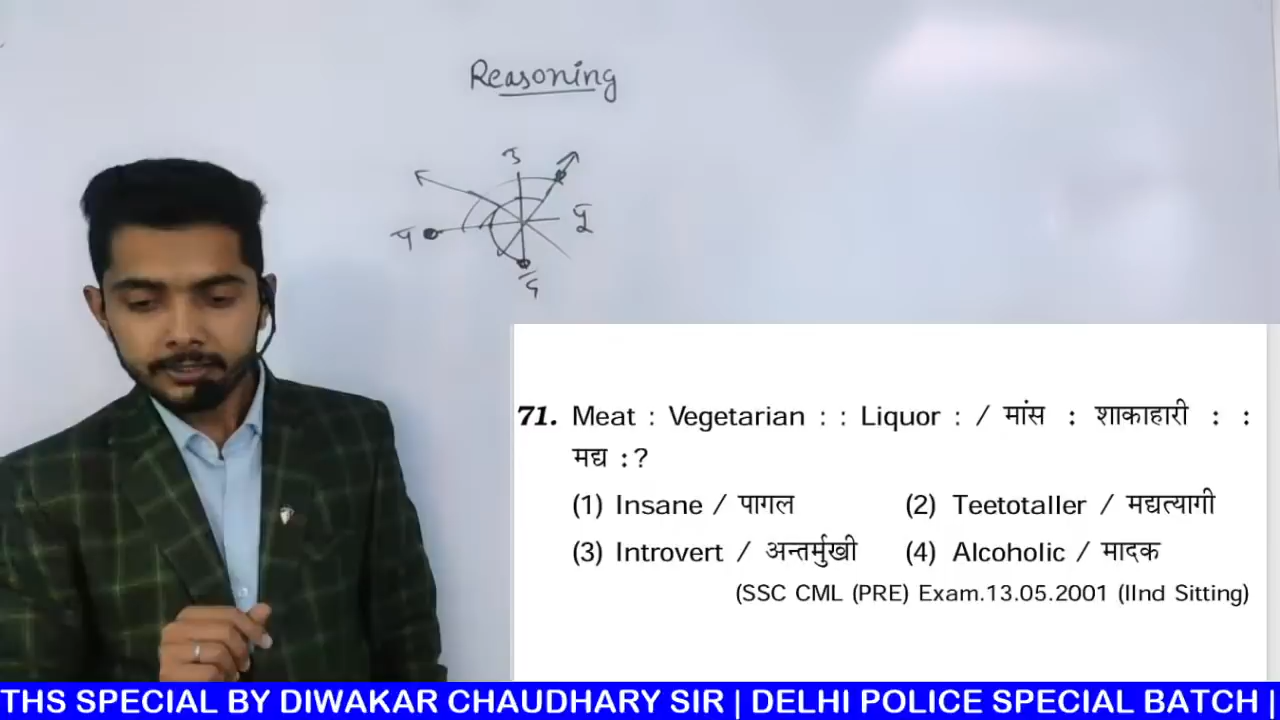 Reasoning
उ
पू
प
द
71. Meat : Vegetarian : : Liquor : / मांस : शाकाहारी : :
मद्य : ?
(1) Insane / पागल (2) Teetotaller / मद्यत्यागी
(3) Introvert / अन्तर्मुखी (4) Alcoholic / मादक
(SSC CML (PRE) Exam.13.05.2001 (IInd Sitting)
THS SPECIAL BY DIWAKAR CHAUDHARY SIR | DELHI POLICE SPECIAL BATCH |